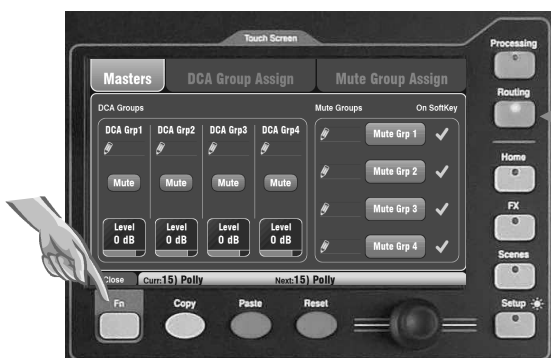 Touch Screen
Processing
Masters DCA Group Assign Mute Group Assign
Routing
DCA Groups Mute Groups On SoftKey
DCA Grp1 DCA Grp2 DCA Grp3 DCA Grp4
Mute Grp 1
Home
Mute Mute Mute Mute
Mute Grp 2
FX
Mute Grp 3
Level Level Level Level
0 dB 0 dB 0 dB 0 dB
Mute Grp 4
Scenes
Close Curr:15) Polly Next:15) Polly
Fn Copy Paste Reset Setup